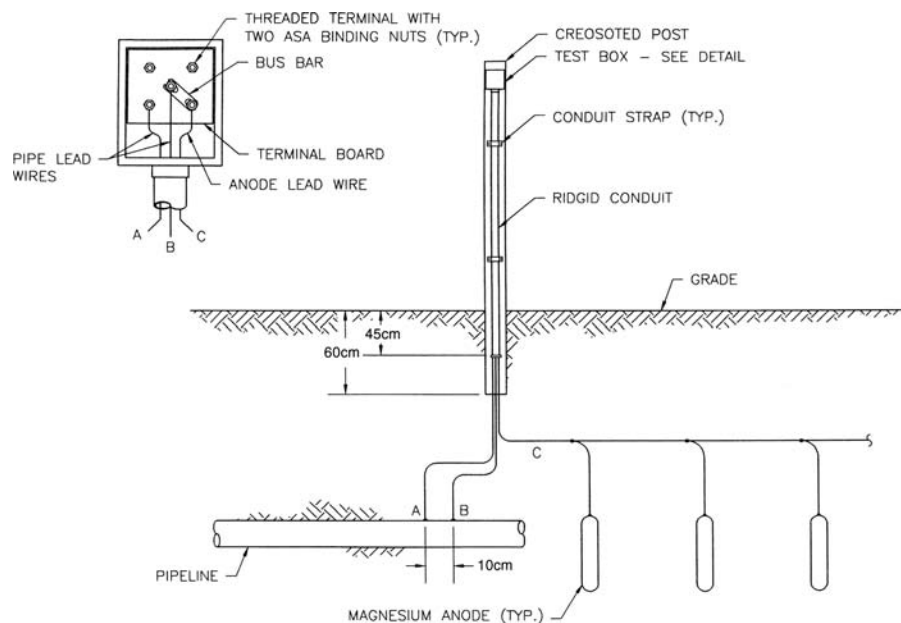 THREADED TERMINAL WITH
TWO ASA BINDING NUTS (TYP.)
BUS BAR
PIPE LEAD
WIRES
TERMINAL BOARD
ANODE LEAD WIRE
A
B
C
CREOSOTED POST
TEST BOX – SEE DETAIL
CONDUIT STRAP (TYP.)
RIDGID CONDUIT
GRADE
45cm
60cm
C
A
B
10cm
PIPELINE
MAGNESIUM ANODE (TYP.)